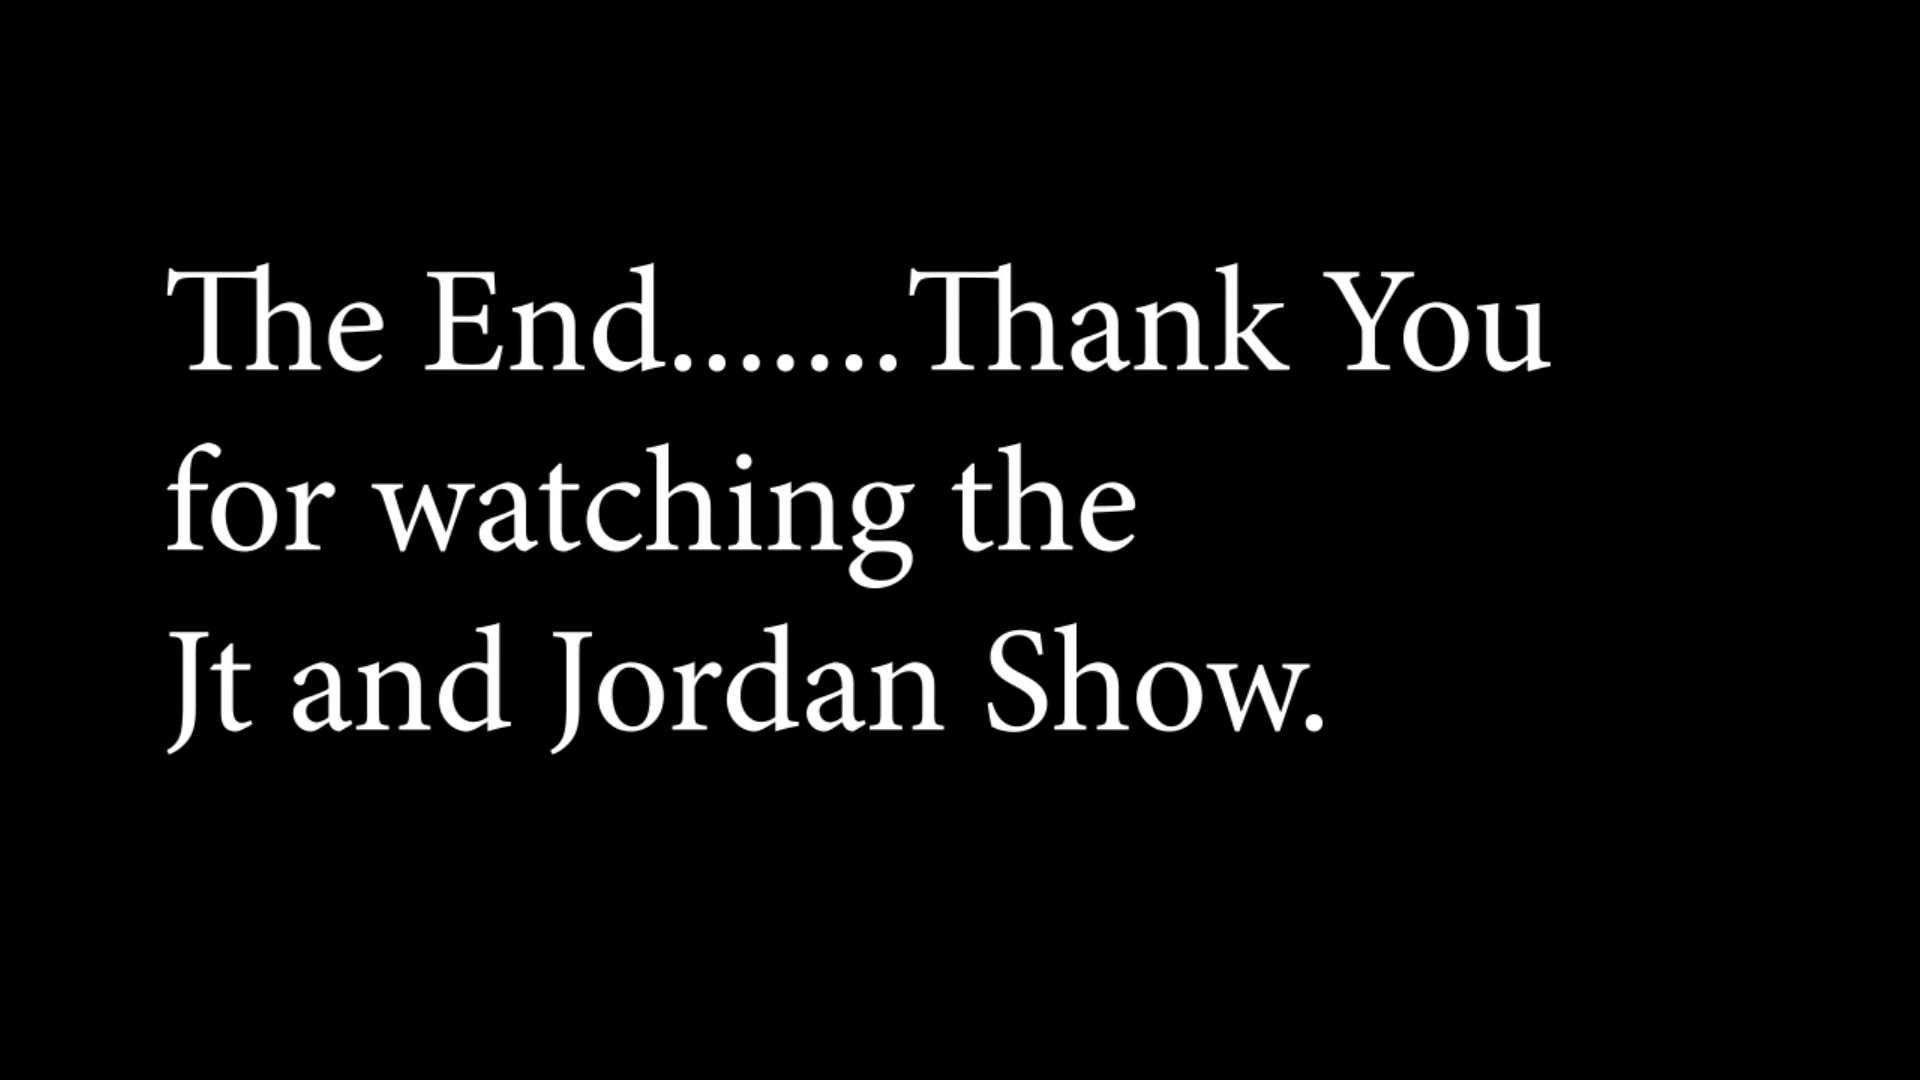 The End.......Thank You
for watching the
Jt and Jordan Show.